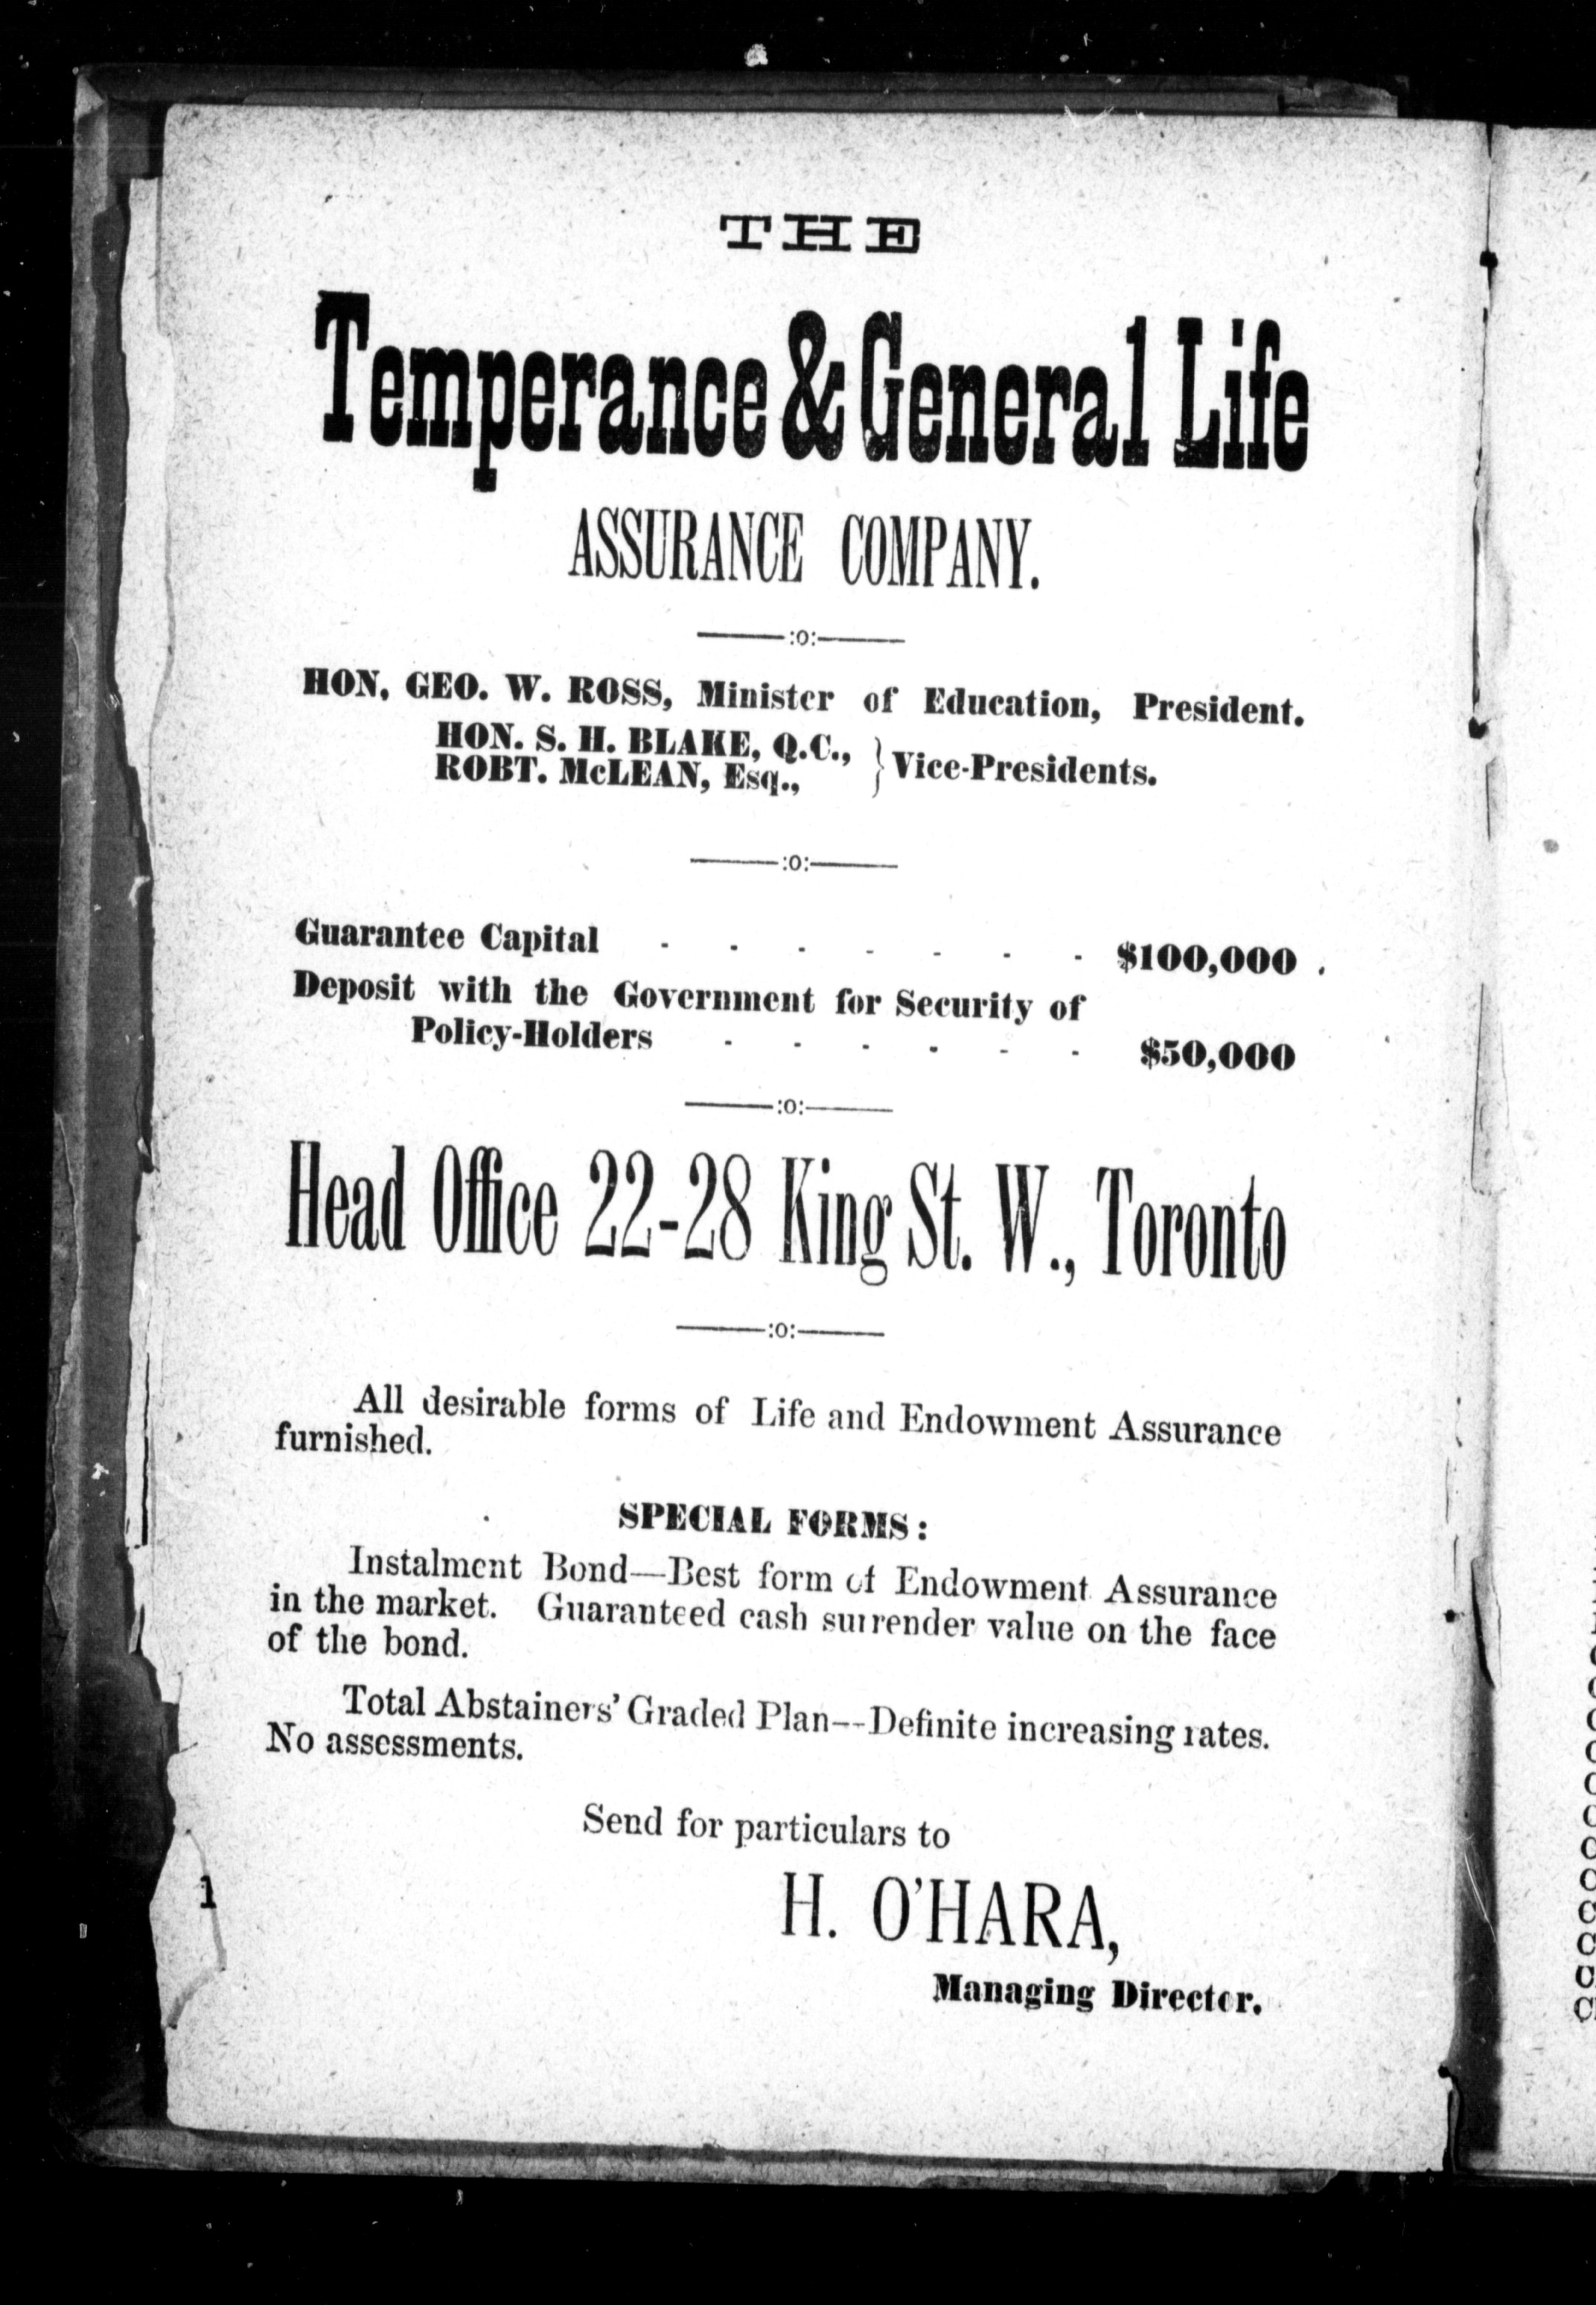 THE
Temperance & General Life
ASSURANCE COMPANY.
:o:
HON. GEO. W. ROSS, Minister of Education, President.
HON. S. H. BLAKE, Q.C.,
ROBT. McLEAN, Esq.,
} Vice-Presidents.
:o:
Guarantee Capital - - - - - - - $100,000
Deposit with the Government for Security of
Policy-Holders - - - - - - $50,000
:o:
Head Office 22-28 King St. W., Toronto
:o:
All desirable forms of Life and Endowment Assurance
furnished.
SPECIAL FORMS:
Instalment Bond—Best form of Endowment Assurance
in the market. Guaranteed cash surrender value on the face
of the bond.
Total Abstainers' Graded Plan--Definite increasing rates.
No assessments.
Send for particulars to
H. O'HARA,
Managing Director.
1